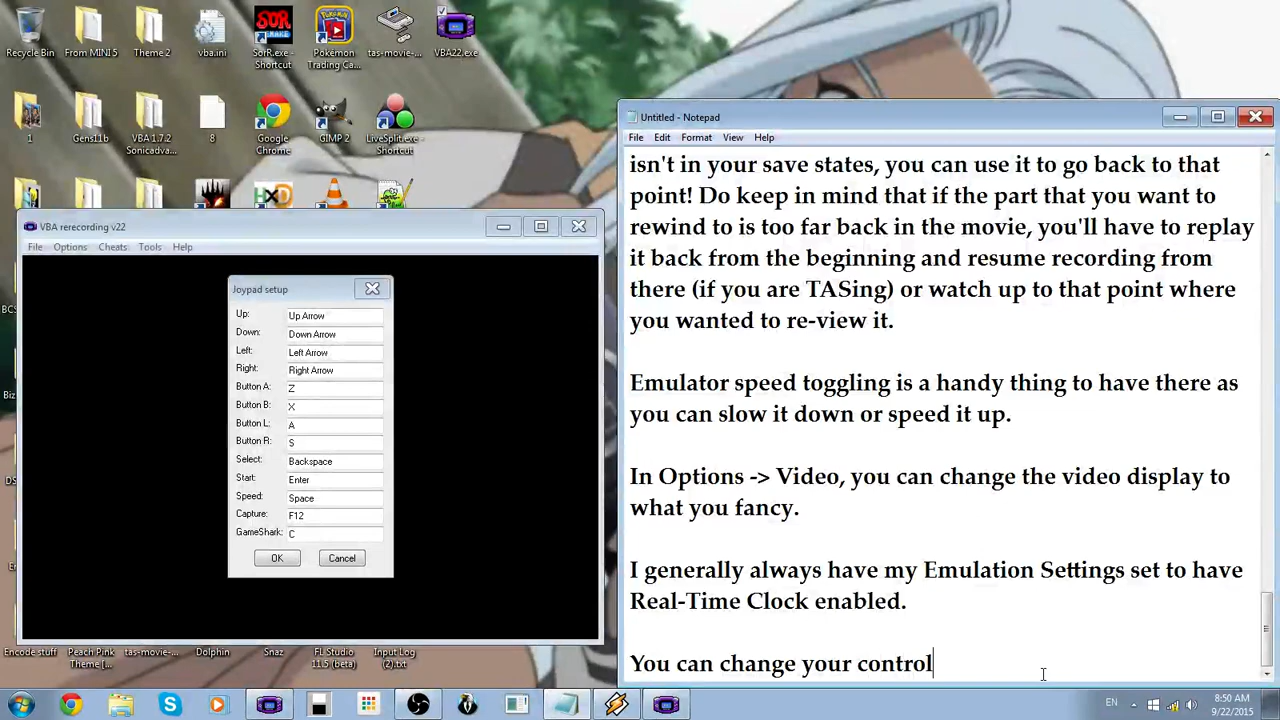 Recycle Bin
From MINI5
Theme 2
vba.ini
SorR.exe - Shortcut
Pokemon Trading Ca...
tas-movie-...
VBA22.exe
1
Gens11b
VBA 1.7.2 Sonicadva...
8
Google Chrome
GIMP 2
LiveSplit.exe - Shortcut
VBA rerecording v22
File Options Cheats Tools Help
Joypad setup
Up: Up Arrow
Down: Down Arrow
Left: Left Arrow
Right: Right Arrow
Button A: Z
Button B: X
Button L: A
Button R: S
Select: Backspace
Start: Enter
Speed: Space
Capture: F12
GameShark: C
OK Cancel
Untitled - Notepad
File Edit Format View Help
isn't in your save states, you can use it to go back to that
point! Do keep in mind that if the part that you want to
rewind to is too far back in the movie, you'll have to replay
it back from the beginning and resume recording from
there (if you are TASing) or watch up to that point where
you wanted to re-view it.
Emulator speed toggling is a handy thing to have there as
you can slow it down or speed it up.
In Options -> Video, you can change the video display to
what you fancy.
I generally always have my Emulation Settings set to have
Real-Time Clock enabled.
You can change your control
Encode stuff
Peach Pink Theme [...
tas-movie-...
Dolphin
Snaz
FL Studio 11.5 (beta)
Input Log (2).txt
EN
8:50 AM
9/22/2015